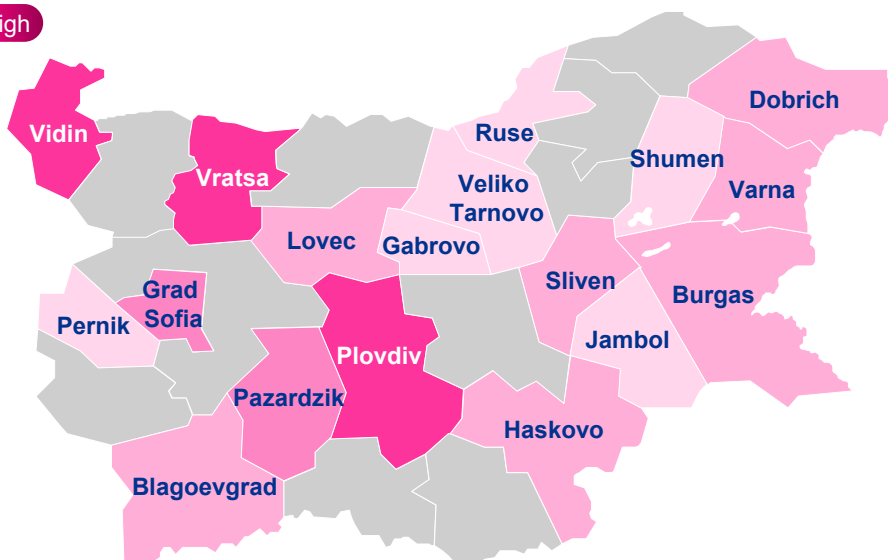 igh
Dobrich
Vidin
Ruse
Shumen
Vratsa
Veliko
Tarnovo
Varna
Lovec
Gabrovo
Sliven
Grad
Sofia
Burgas
Pernik
Jambol
Plovdiv
Pazardzik
Haskovo
Blagoevgrad